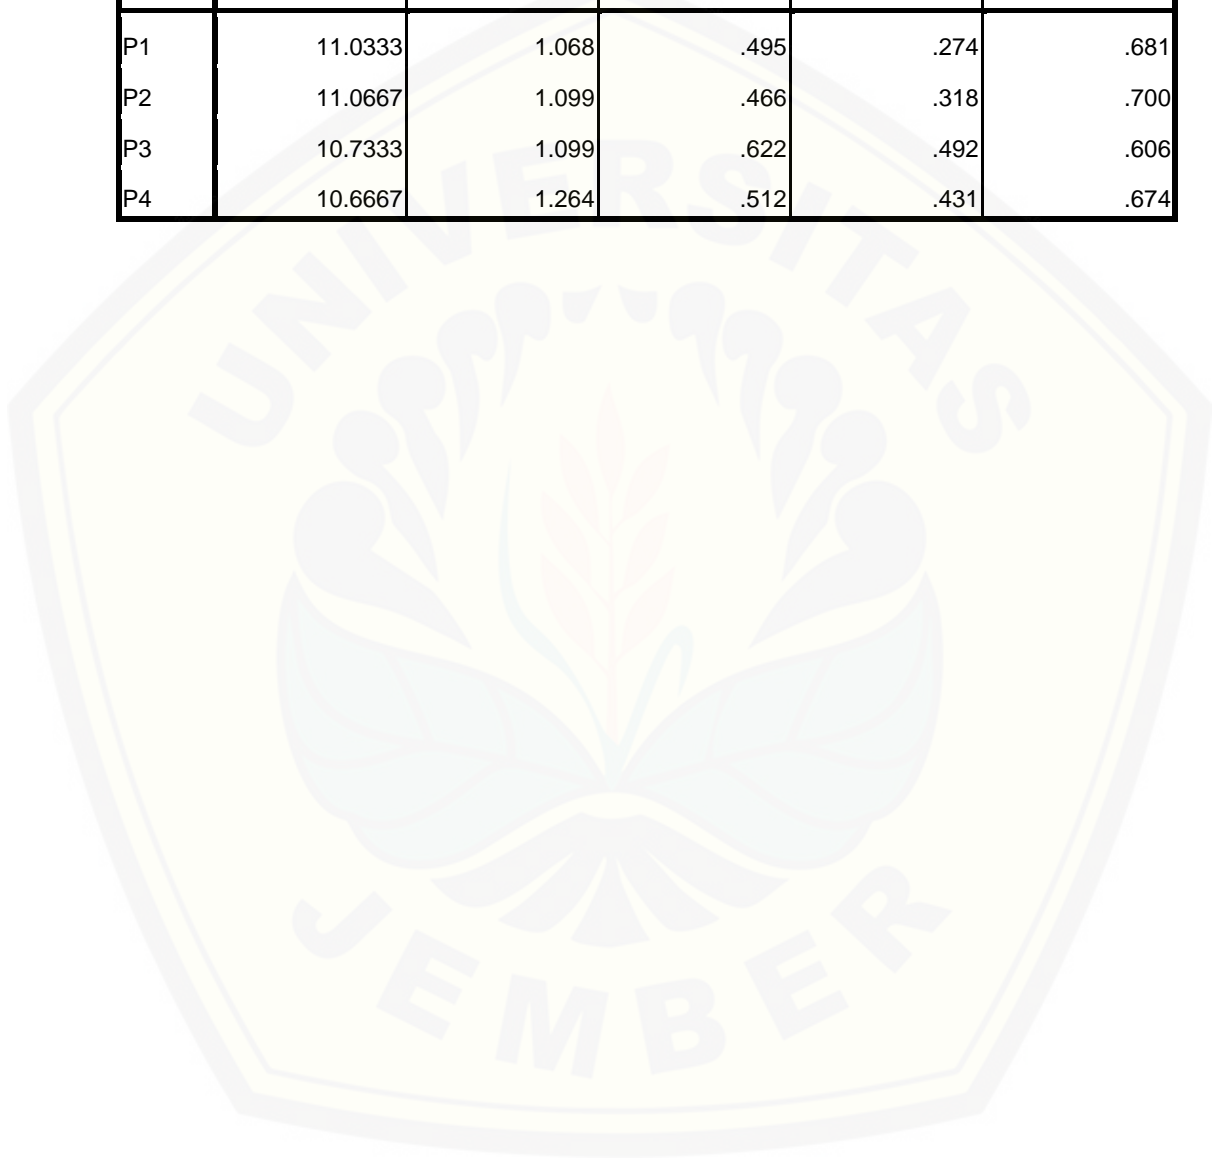 P1 11.0333 1.068 .495 .274 .681
P2 11.0667 1.099 .466 .318 .700
P3 10.7333 1.099 .622 .492 .606
P4 10.6667 1.264 .512 .431 .674
UNIVERSITAS
JEMBER